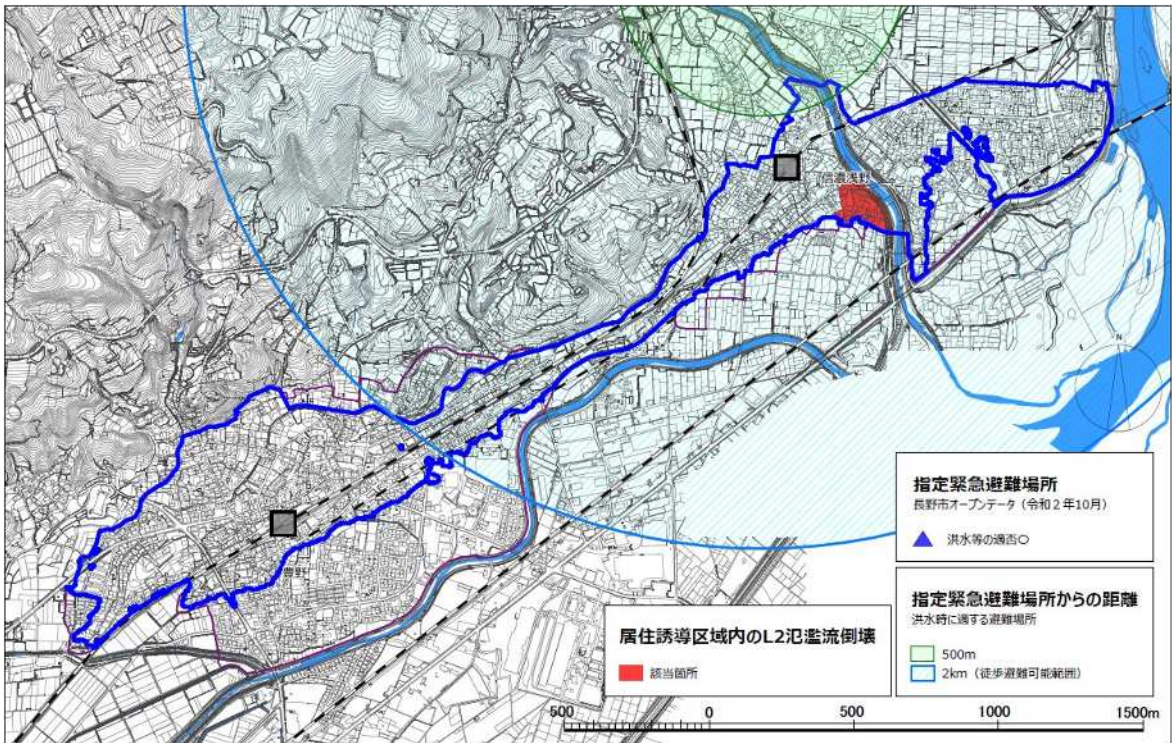 信濃浅野
豊野
N
指定緊急避難場所
長野市オープンデータ（令和２年10月）
洪水等の適否〇
指定緊急避難場所からの距離
洪水時に適する避難場所
500m
2km（徒歩避難可能範囲）
居住誘導区域内のL2氾濫流倒壊
該当箇所
500 0 500 1000 1500m